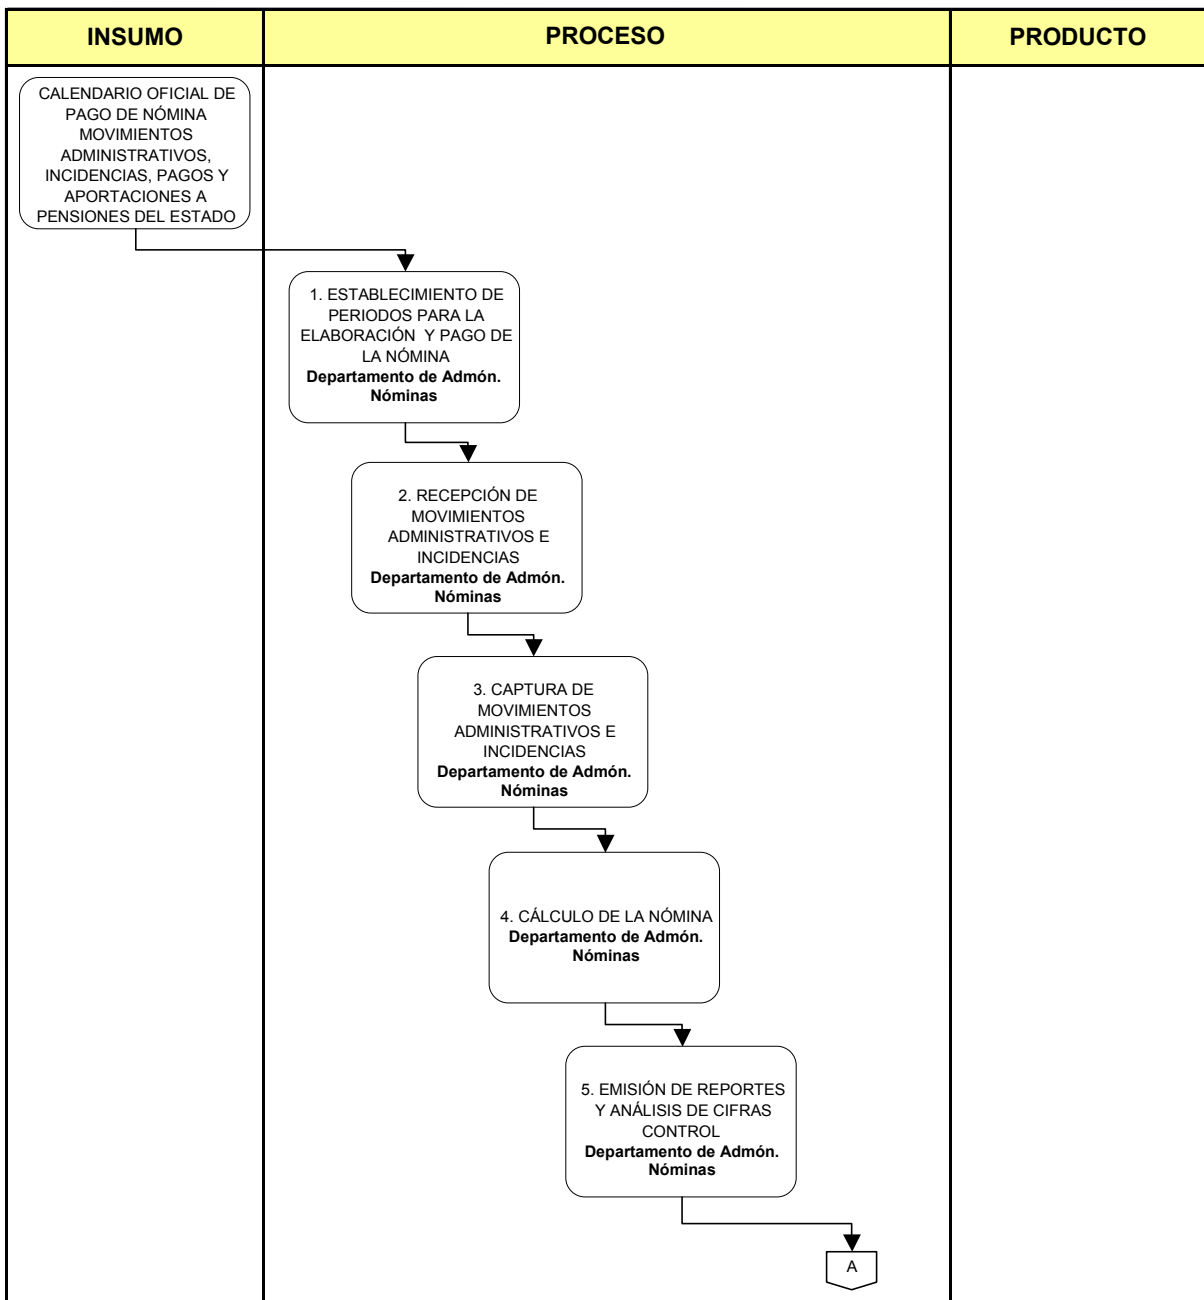 INSUMO
PROCESO
PRODUCTO
CALENDARIO OFICIAL DE
PAGO DE NÓMINA
MOVIMIENTOS
ADMINISTRATIVOS,
INCIDENCIAS, PAGOS Y
APORTACIONES A
PENSIONES DEL ESTADO
1. ESTABLECIMIENTO DE
PERIODOS PARA LA
ELABORACIÓN Y PAGO DE
LA NÓMINA
Departamento de Admón.
Nóminas
2. RECEPCIÓN DE
MOVIMIENTOS
ADMINISTRATIVOS E
INCIDENCIAS
Departamento de Admón.
Nóminas
3. CAPTURA DE
MOVIMIENTOS
ADMINISTRATIVOS E
INCIDENCIAS
Departamento de Admón.
Nóminas
4. CÁLCULO DE LA NÓMINA
Departamento de Admón.
Nóminas
5. EMISIÓN DE REPORTES
Y ANÁLISIS DE CIFRAS
CONTROL
Departamento de Admón.
Nóminas
A